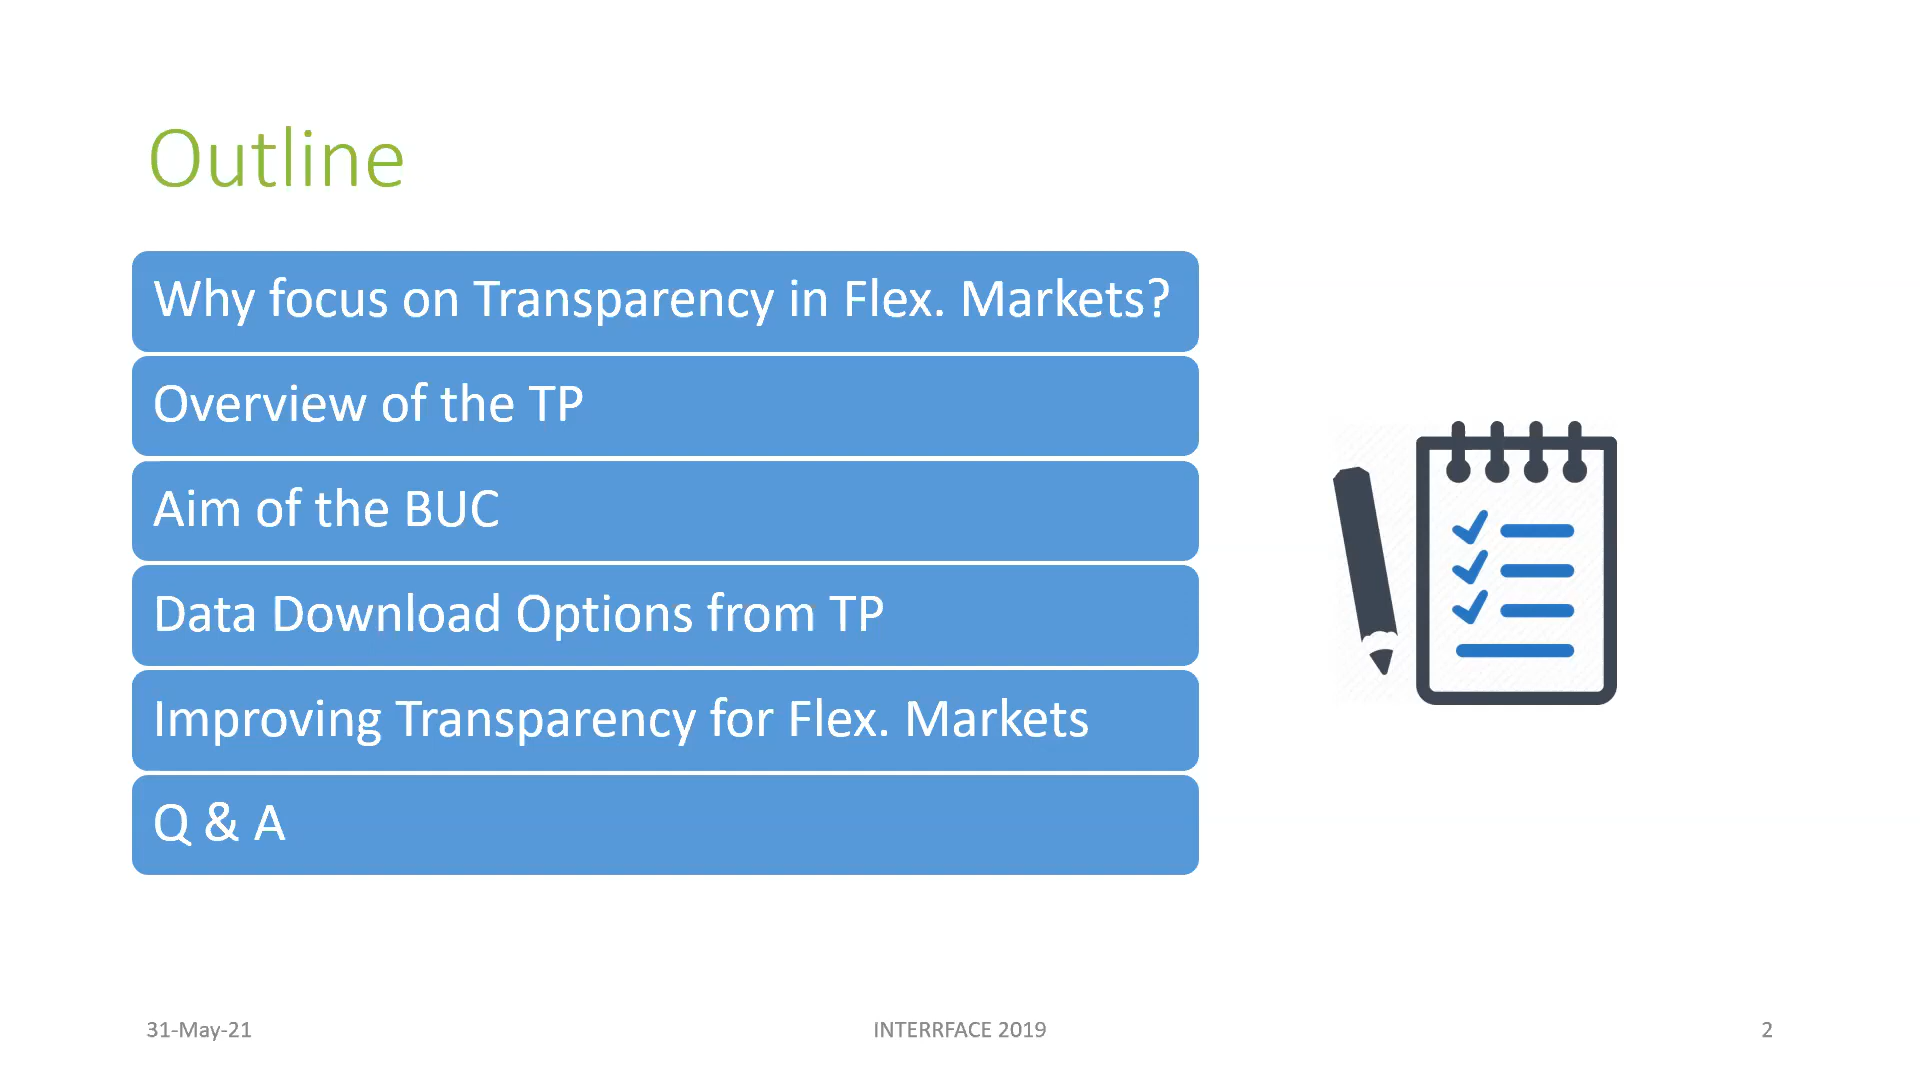 Outline
Why focus on Transparency in Flex. Markets?
Overview of the TP
Aim of the BUC
Data Download Options from TP
Improving Transparency for Flex. Markets
Q & A
31-May-21
INTERRFACE 2019
2